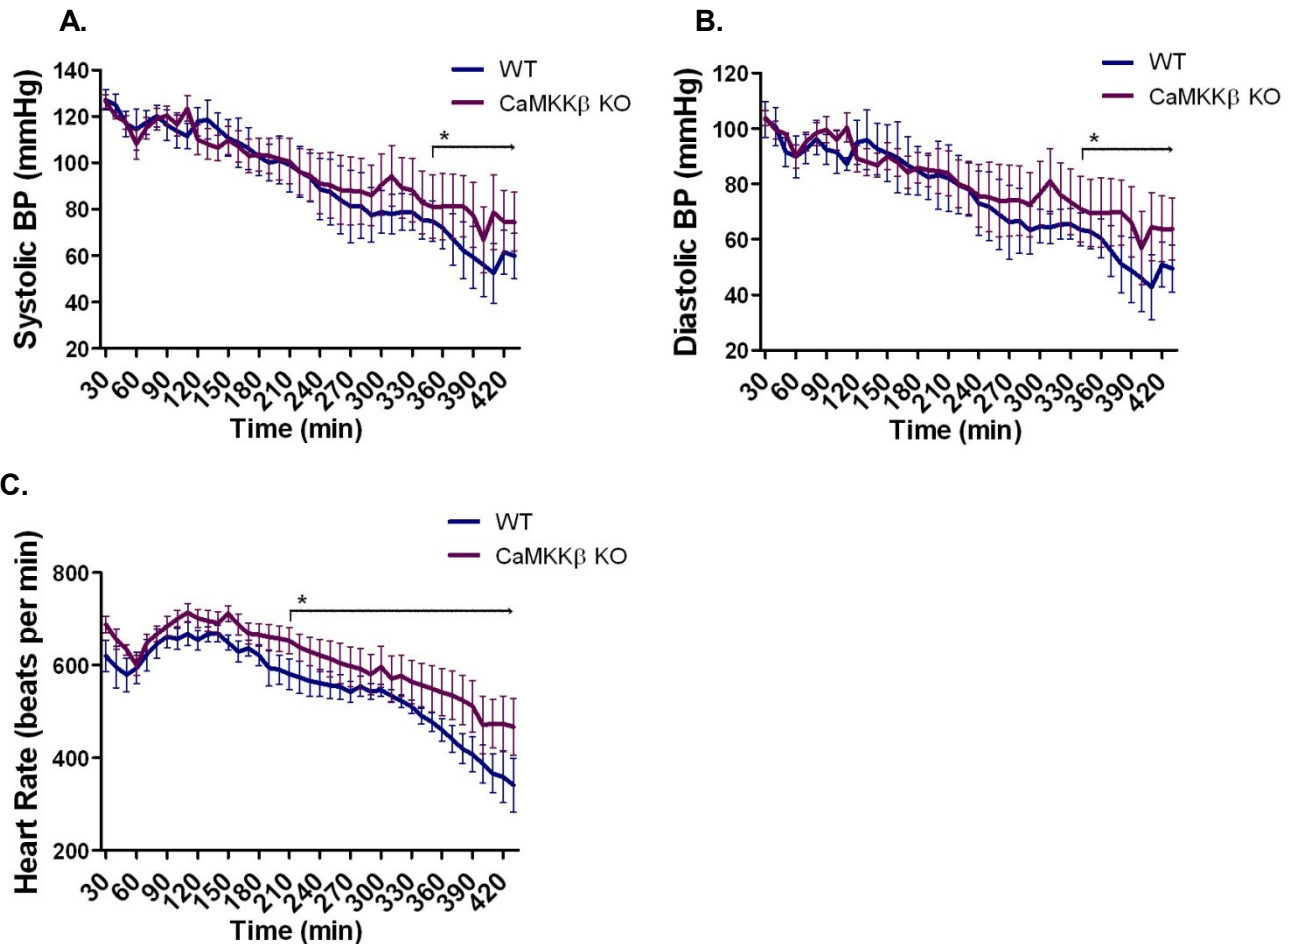 A.
WT
CaMKKβ KO
140
120
100
80
60
40
20
*
Systolic BP (mmHg)
30 60 90 120 150 180 210 240 270 300 330 360 390 420
Time (min)
B.
WT
CaMKKβ KO
120
100
80
60
40
20
*
Diastolic BP (mmHg)
30 60 90 120 150 180 210 240 270 300 330 360 390 420
Time (min)
C.
WT
CaMKKβ KO
800
600
400
200
*
Heart Rate (beats per min)
30 60 90 120 150 180 210 240 270 300 330 360 390 420
Time (min)